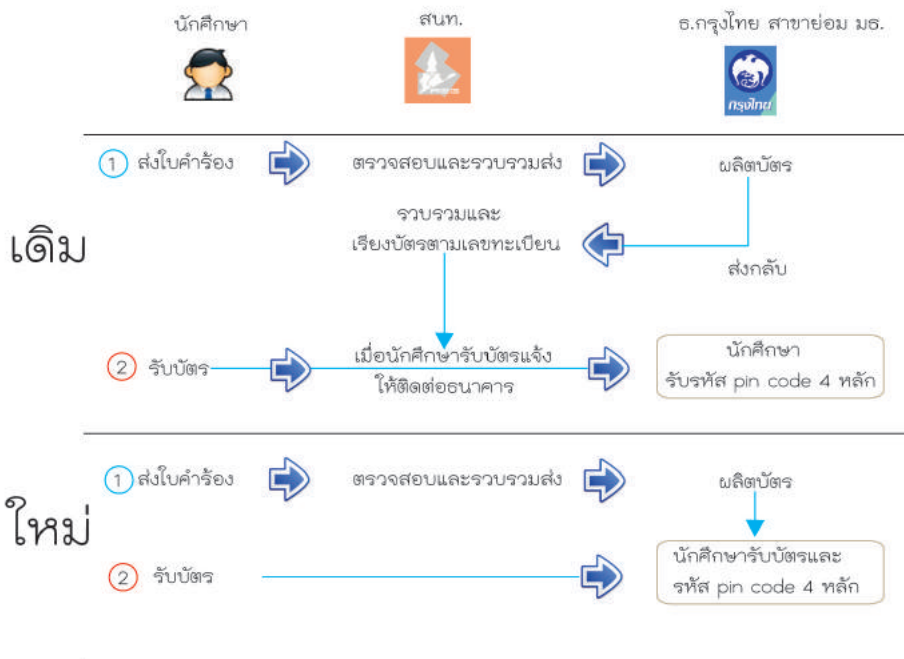 นักศึกษา
สนท.
ธ.กรุงไทย สาขาย่อม มธ.
กรุงไทย
1 ส่งใบคำร้อง
ตรวจสอบและรวบรวมส่ง
ผลิตบัตร
เดิม
รวบรวมและ
เรียงบัตรตามเลขทะเบียน
ส่งกลับ
2 รับบัตร
เมื่อนักศึกษารับบัตรแจ้ง
ให้ติดต่อธนาคาร
นักศึกษา
รับรหัส pin code 4 หลัก
ใหม่
1 ส่งใบคำร้อง
ตรวจสอบและรวบรวมส่ง
ผลิตบัตร
2 รับบัตร
นักศึกษารับบัตรและ
รหัส pin code 4 หลัก